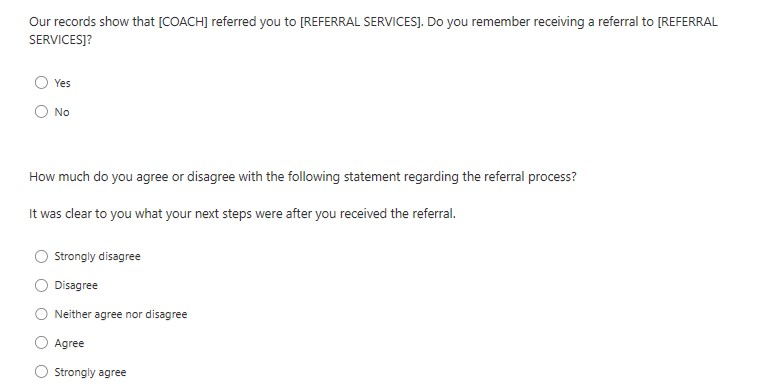 Our records show that [COACH] referred you to [REFERRAL SERVICES]. Do you remember receiving a referral to [REFERRAL
SERVICES]?
Yes
No
How much do you agree or disagree with the following statement regarding the referral process?
It was clear to you what your next steps were after you received the referral.
Strongly disagree
Disagree
Neither agree nor disagree
Agree
Strongly agree